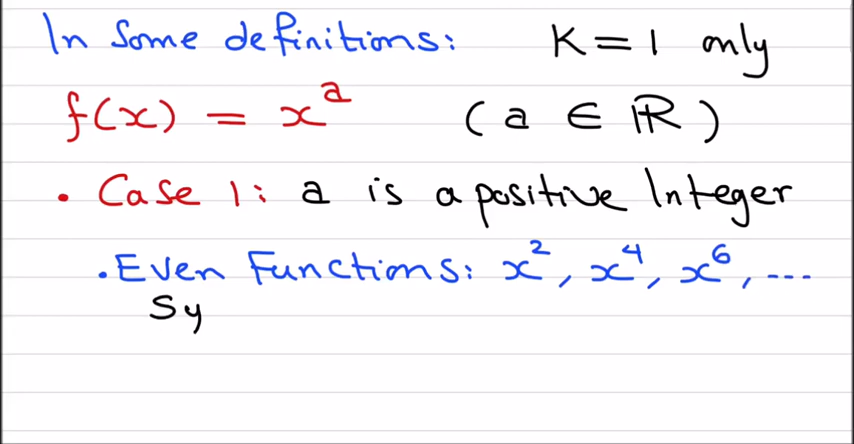 In Some definitions: K = 1 only
f(x) = x^a (a ∈ ℝ)
• Case 1: a is a positive Integer
• Even Functions: x², x⁴, x⁶, ...
Sy